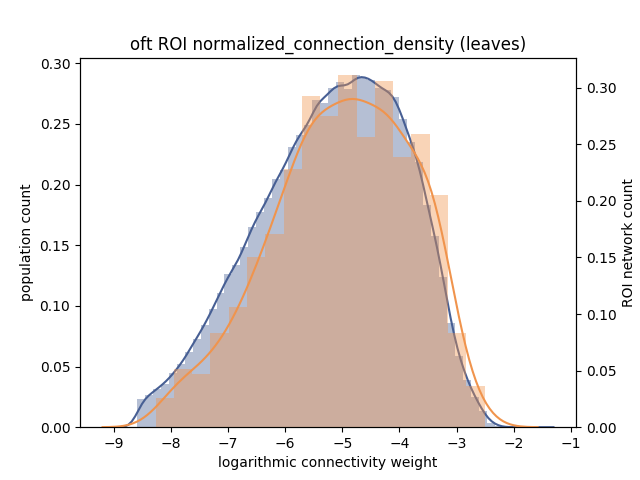 oft ROI normalized_connection_density (leaves)
population count
0.30
0.25
0.20
0.15
0.10
0.05
0.00
0.30
0.25
0.20
0.15
0.10
0.05
0.00
ROI network count
−9 −8 −7 −6 −5 −4 −3 −2 −1
logarithmic connectivity weight